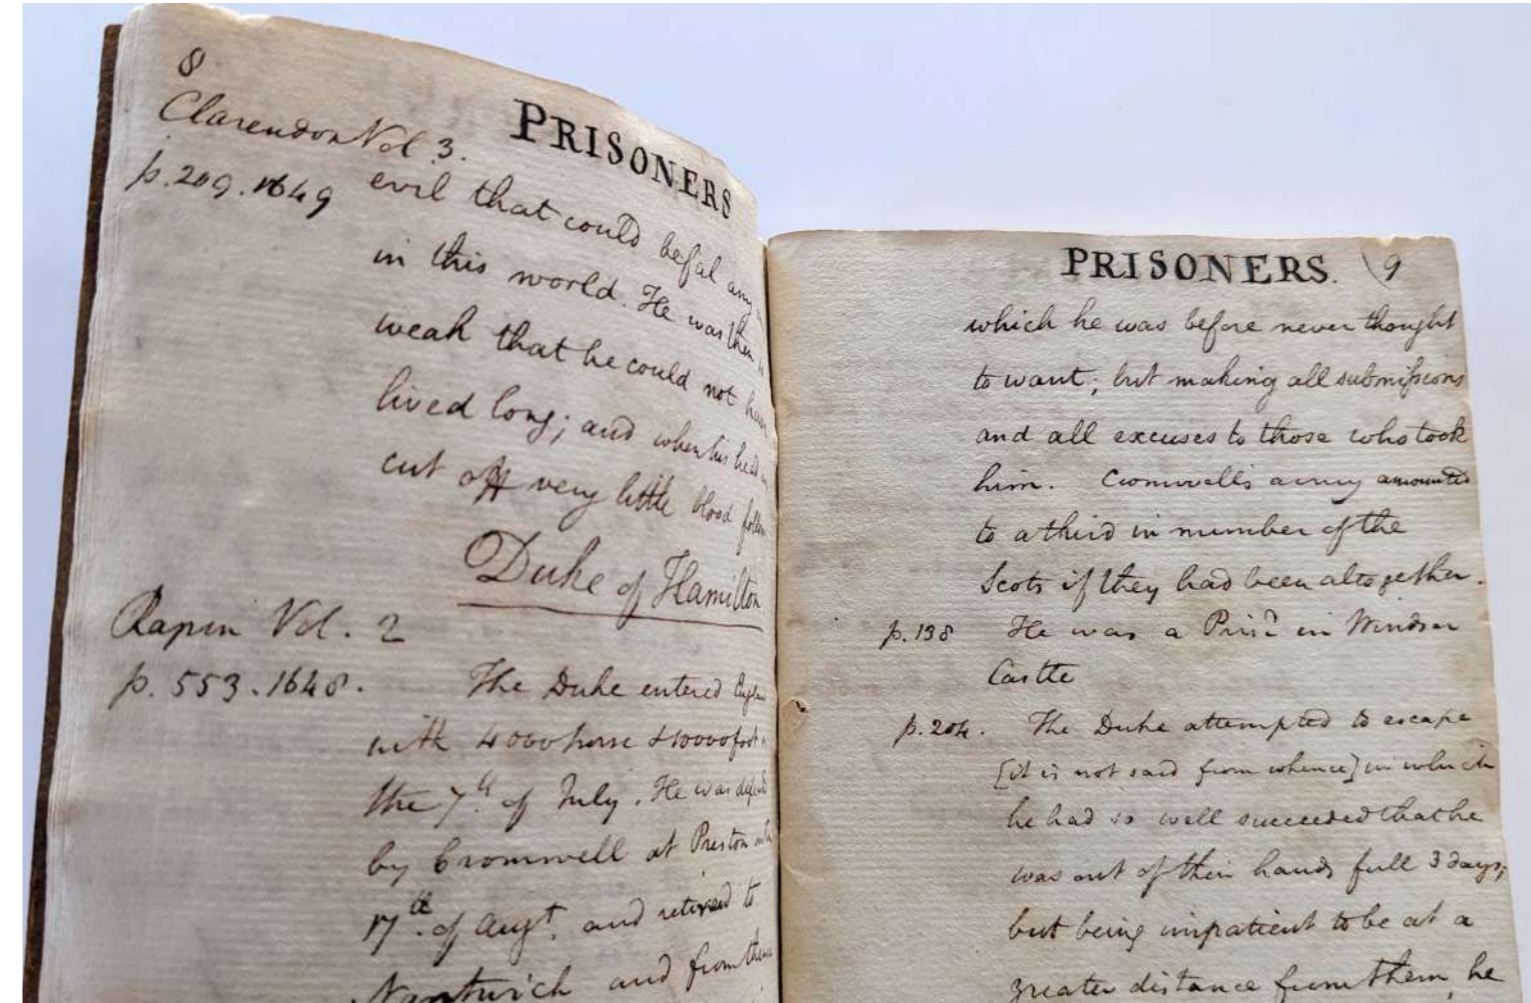 8
PRISONERS
Clarendon Vol 3.
p. 209. 1649
evil that could befal any
in this world. He was then
weak that he could not
lived long; and when his head
cut off very little blood
Duke of Hamilton
Rapin Vol. 2
p. 553. 1648.
The Duke entered
with 4000 horse & 10000 foot
the 7th. of July. He was
by Cromwell at Preston
17th. of Augt. and retired to
Nantwich and from
PRISONERS. 9
which he was before never thought
to want; but making all submissions
and all excuses to those who took
him. Cromwell's army amounted
to a third in number of the
Scots if they had been altogether.
p. 138
He was a Prisr in Windsor
Castle
p. 204.
The Duke attempted to escape
[it is not said from whence] in which
he had so well succeeded that he
was out of their hands full 3 days,
but being impatient to be at a
greater distance from them, he